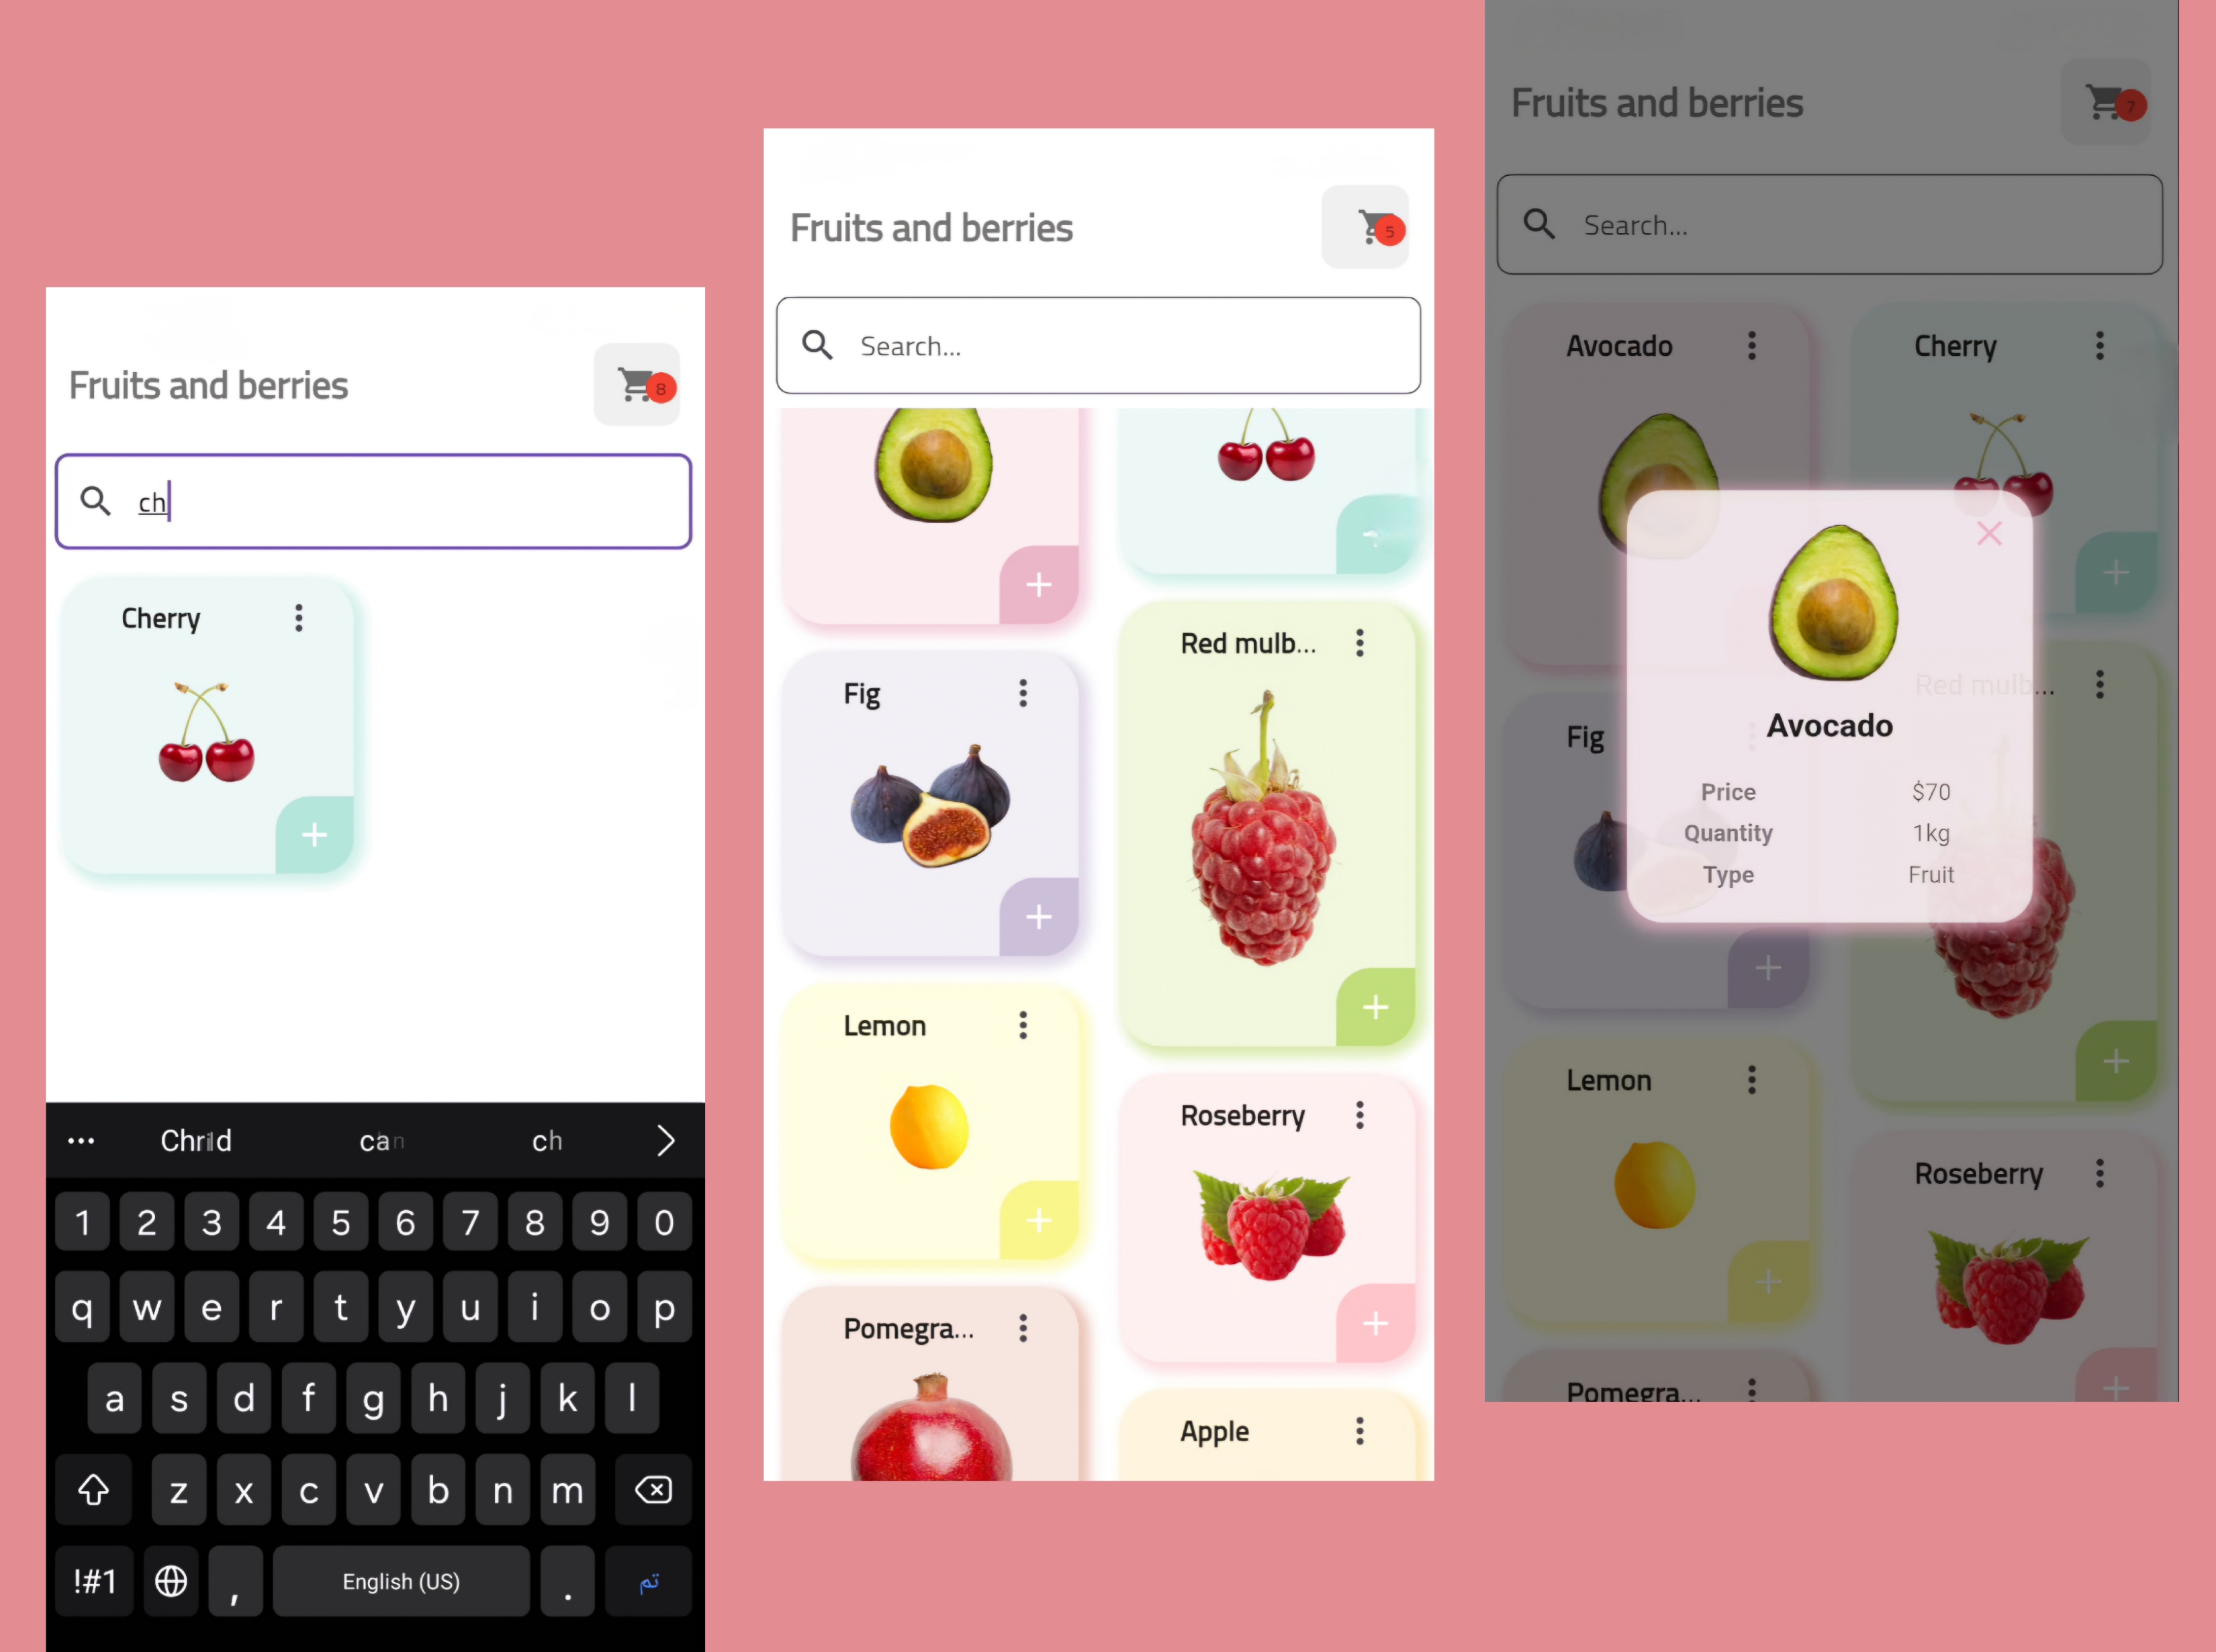 Fruits and berries
8
ch
Cherry
ch
1 2 3 4 5 6 7 8 9 0
q w e r t y u i o p
a s d f g h j k l
z x c v b n m
!#1 , English (US) . تم
Fruits and berries
5
Search...
Red mulb...
Fig
Lemon
Roseberry
Pomegra...
Apple
Fruits and berries
7
Search...
Avocado
Cherry
Red mulb...
Avocado
Fig
Price $70
Quantity 1kg
Type Fruit
Lemon
Roseberry
Pomegra...